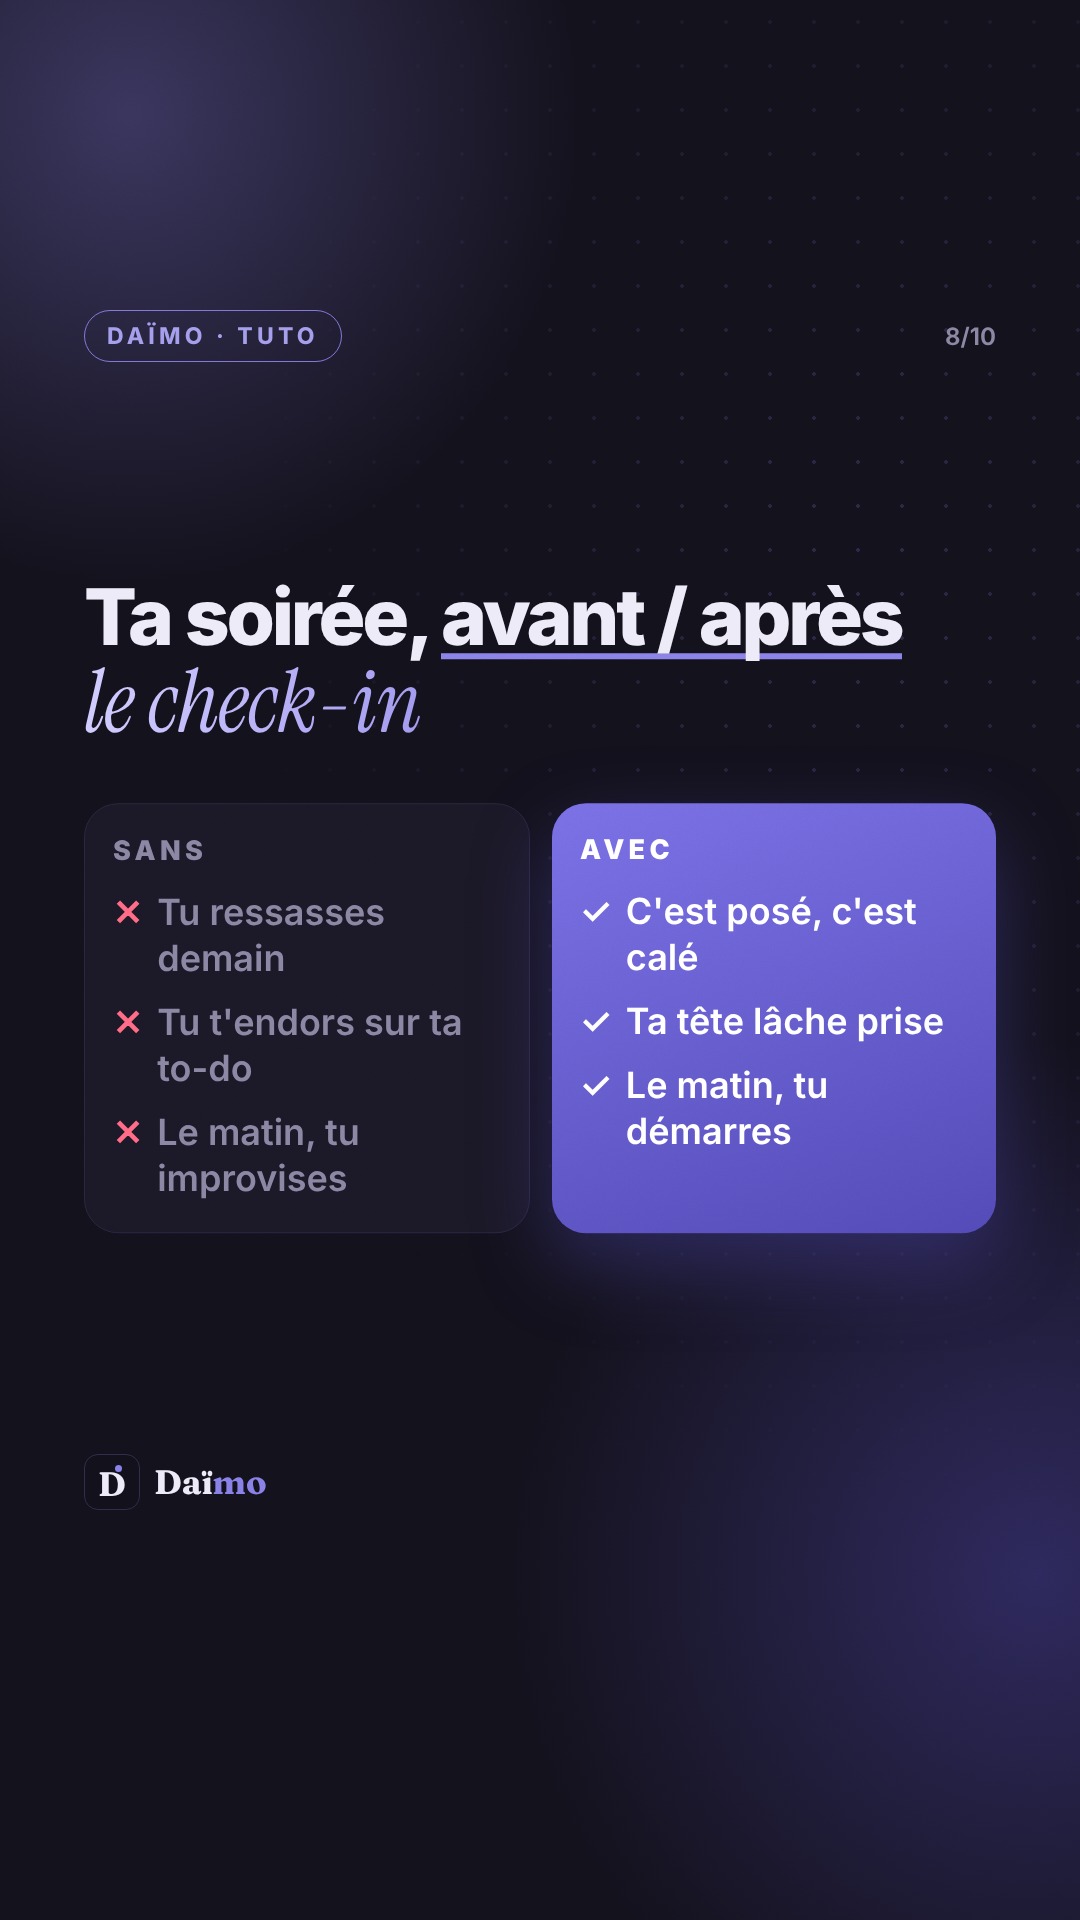 DAÏMO · TUTO
8/10
Ta soirée, avant / après
le check-in
SANS
✕ Tu ressasses
demain
✕ Tu t'endors sur ta
to-do
✕ Le matin, tu
improvises
AVEC
✓ C'est posé, c'est
calé
✓ Ta tête lâche prise
✓ Le matin, tu
démarres
D Daïmo